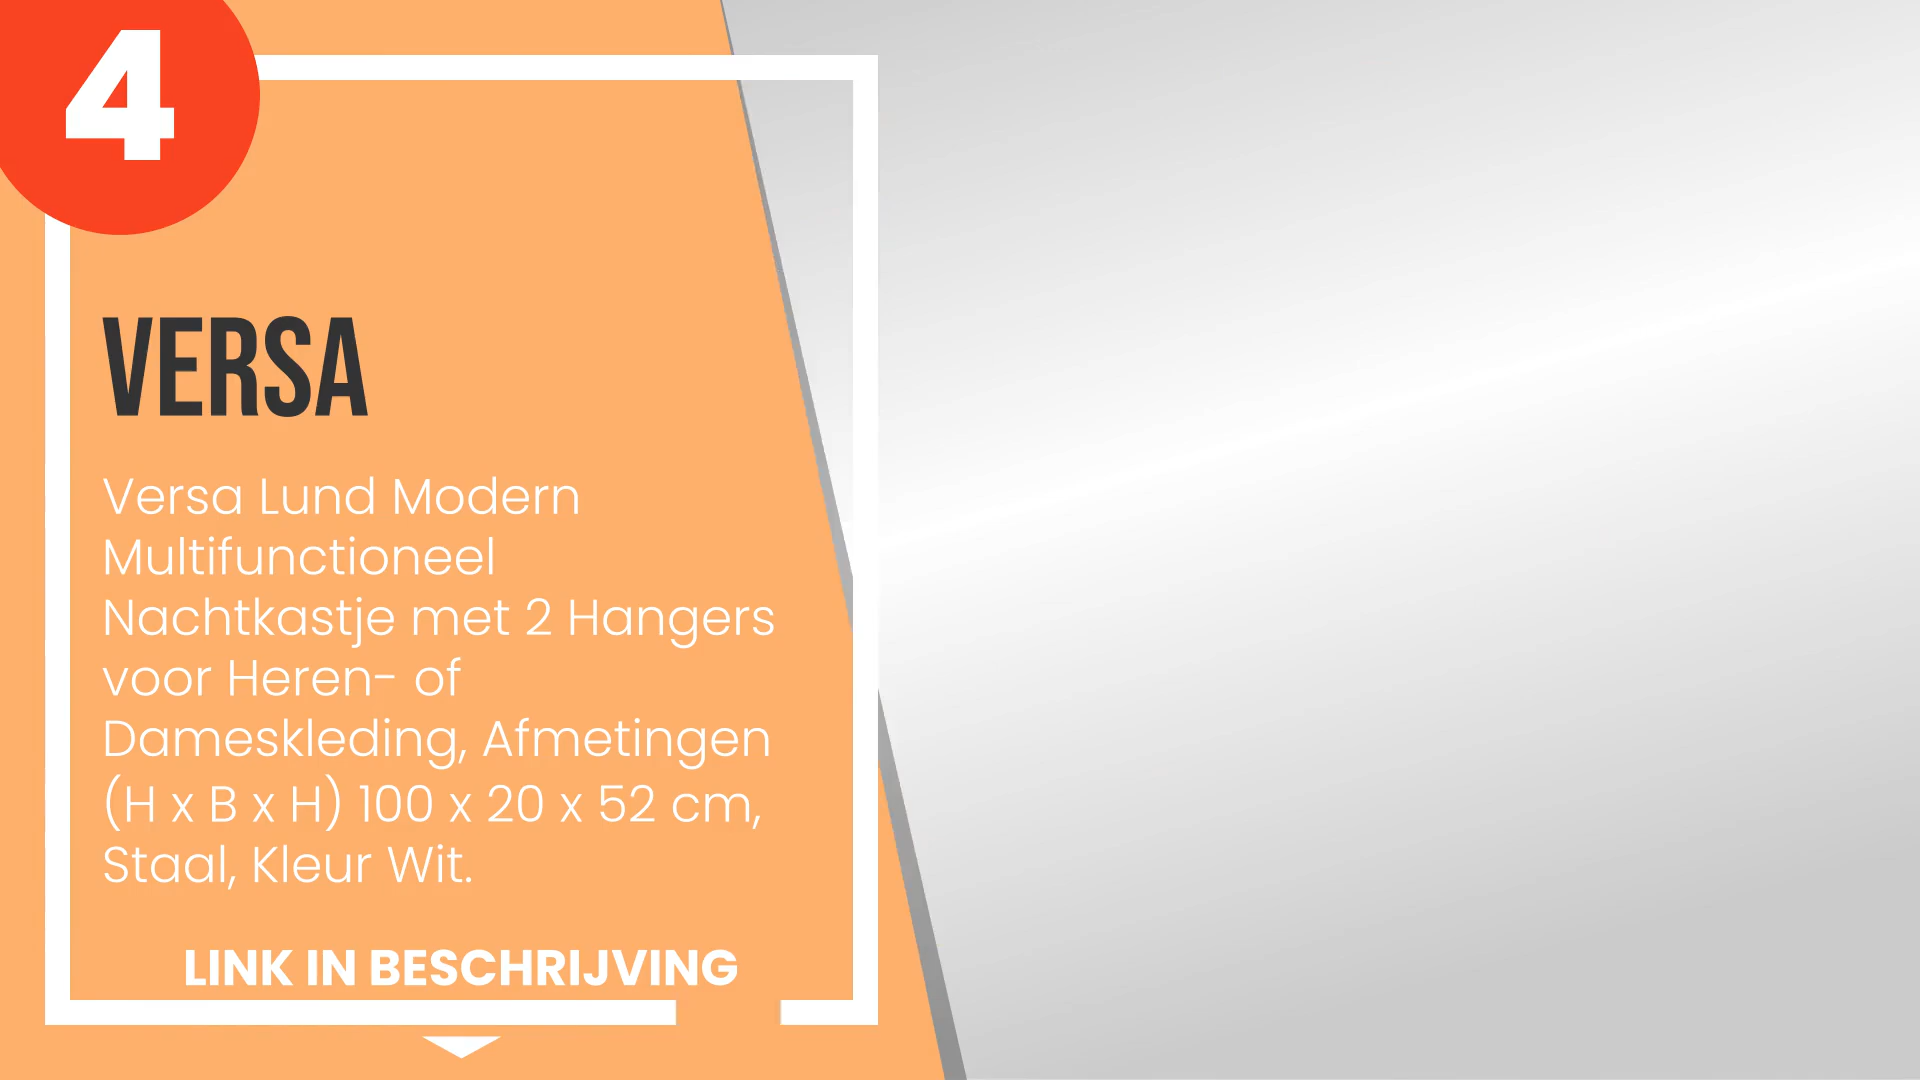 4
VERSA
Versa Lund Modern
Multifunctioneel
Nachtkastje met 2 Hangers
voor Heren- of
Dameskleding, Afmetingen
(H x B x H) 100 x 20 x 52 cm,
Staal, Kleur Wit.
LINK IN BESCHRIJVING